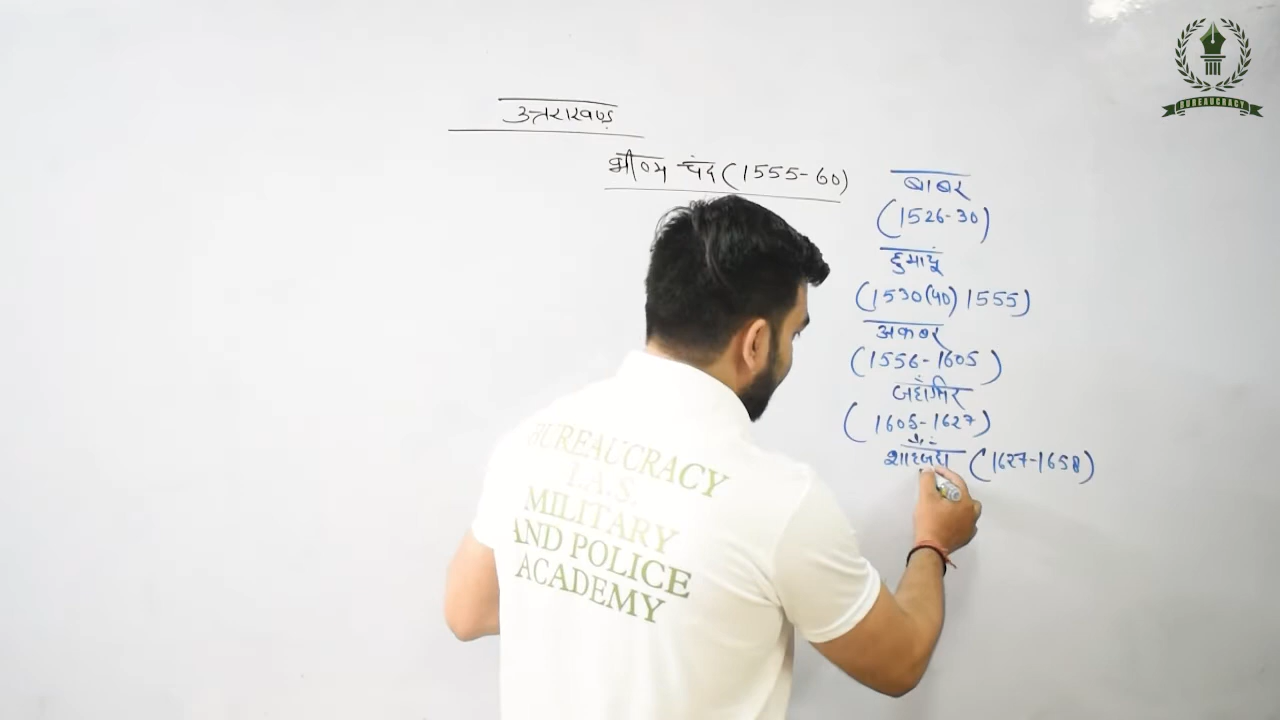 BUREAUCRACY
उत्तराखण्ड
भीष्म चंद (1555-60)
बाबर
(1526-30)
हुमायूं
(1530(40) 1555)
अकबर
(1556-1605)
जहाँगिर
(1605-1627)
शाहजहां (1627-1658)
BUREAUCRACY
I.A.S.
MILITARY
AND POLICE
ACADEMY